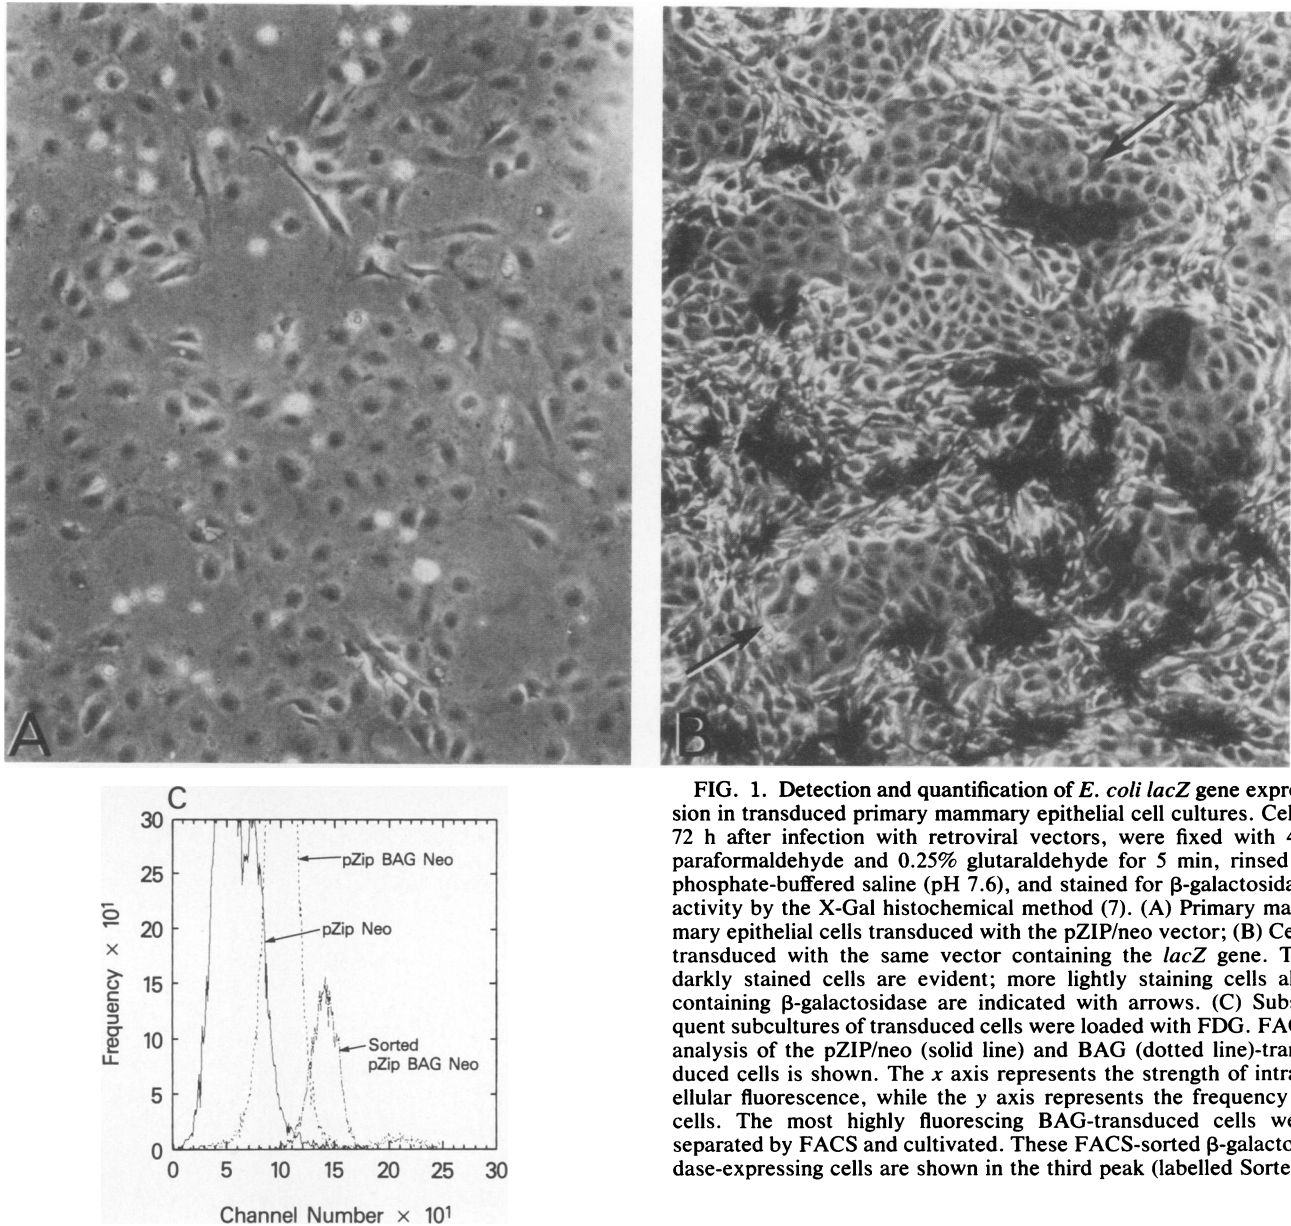 A
B
C
30
25
20
15
10
5
0
Frequency × 10¹
pZip BAG Neo
pZip Neo
Sorted
pZip BAG Neo
0 5 10 15 20 25 30
Channel Number × 10¹
FIG. 1. Detection and quantification of E. coli lacZ gene expre
sion in transduced primary mammary epithelial cell cultures. Cel
72 h after infection with retroviral vectors, were fixed with 4
paraformaldehyde and 0.25% glutaraldehyde for 5 min, rinsed
phosphate-buffered saline (pH 7.6), and stained for β-galactosida
activity by the X-Gal histochemical method (7). (A) Primary ma
mary epithelial cells transduced with the pZIP/neo vector; (B) Ce
transduced with the same vector containing the lacZ gene. T
darkly stained cells are evident; more lightly staining cells al
containing β-galactosidase are indicated with arrows. (C) Subs
quent subcultures of transduced cells were loaded with FDG. FAC
analysis of the pZIP/neo (solid line) and BAG (dotted line)-tran
duced cells is shown. The x axis represents the strength of intra
ellular fluorescence, while the y axis represents the frequency
cells. The most highly fluorescing BAG-transduced cells we
separated by FACS and cultivated. These FACS-sorted β-galacto
dase-expressing cells are shown in the third peak (labelled Sorte